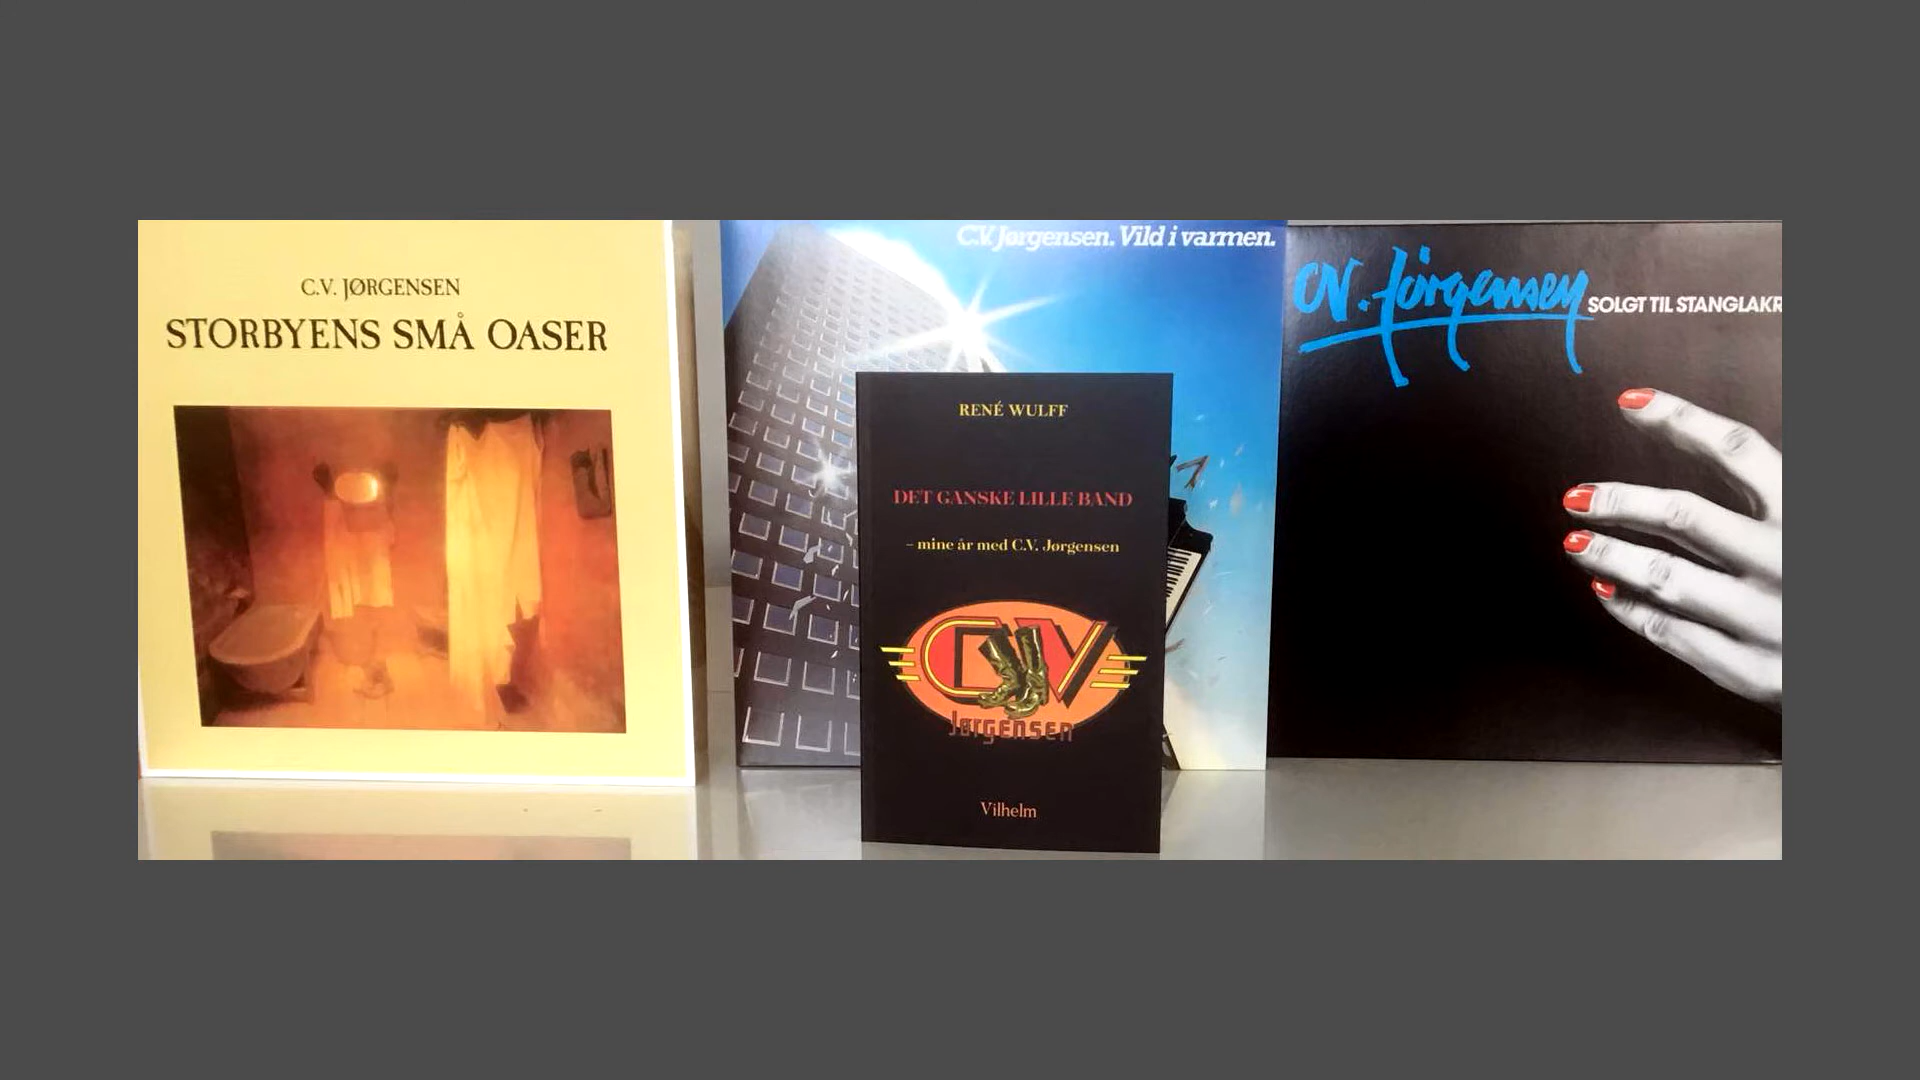 C.V. JØRGENSEN
STORBYENS SMÅ OASER
C.V. Jørgensen. Vild i varmen.
RENÉ WULFF
DET GANSKE LILLE BAND
– mine år med C.V. Jørgensen
CV
JØRGENSEN
Vilhelm
C.V. Jørgensen
SOLGT TIL STANGLAKR